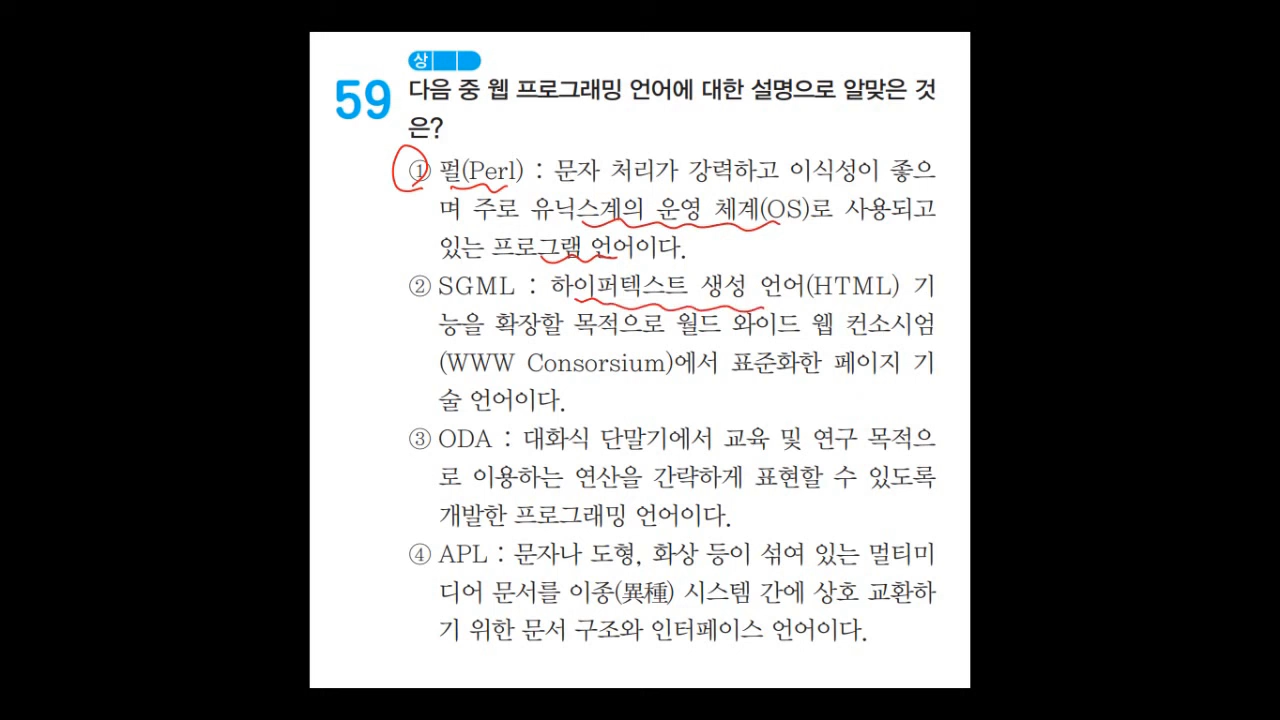 상
59 다음 중 웹 프로그래밍 언어에 대한 설명으로 알맞은 것
은?
① 펄(Perl) : 문자 처리가 강력하고 이식성이 좋으
며 주로 유닉스계의 운영 체계(OS)로 사용되고
있는 프로그램 언어이다.
② SGML : 하이퍼텍스트 생성 언어(HTML) 기
능을 확장할 목적으로 월드 와이드 웹 컨소시엄
(WWW Consorsium)에서 표준화한 페이지 기
술 언어이다.
③ ODA : 대화식 단말기에서 교육 및 연구 목적으
로 이용하는 연산을 간략하게 표현할 수 있도록
개발한 프로그래밍 언어이다.
④ APL : 문자나 도형, 화상 등이 섞여 있는 멀티미
디어 문서를 이종(異種) 시스템 간에 상호 교환하
기 위한 문서 구조와 인터페이스 언어이다.